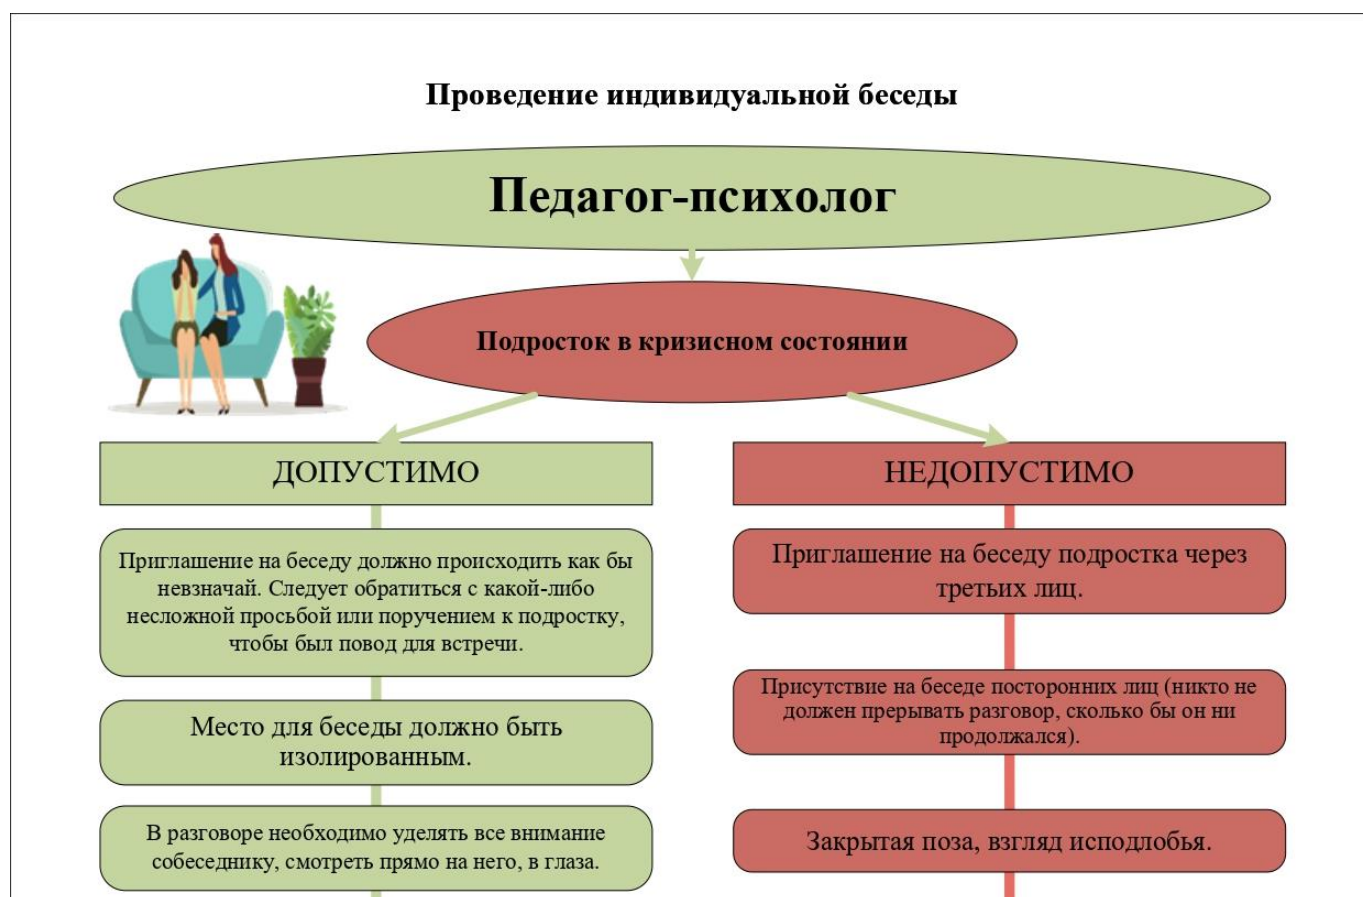 Проведение индивидуальной беседы
Педагог-психолог
Подросток в кризисном состоянии
ДОПУСТИМО
Приглашение на беседу должно происходить как бы
невзначай. Следует обратиться с какой-либо
несложной просьбой или поручением к подростку,
чтобы был повод для встречи.
Место для беседы должно быть
изолированным.
В разговоре необходимо уделять все внимание
собеседнику, смотреть прямо на него, в глаза.
НЕДОПУСТИМО
Приглашение на беседу подростка через
третьих лиц.
Присутствие на беседе посторонних лиц (никто не
должен прерывать разговор, сколько бы он ни
продолжался).
Закрытая поза, взгляд исподлобья.